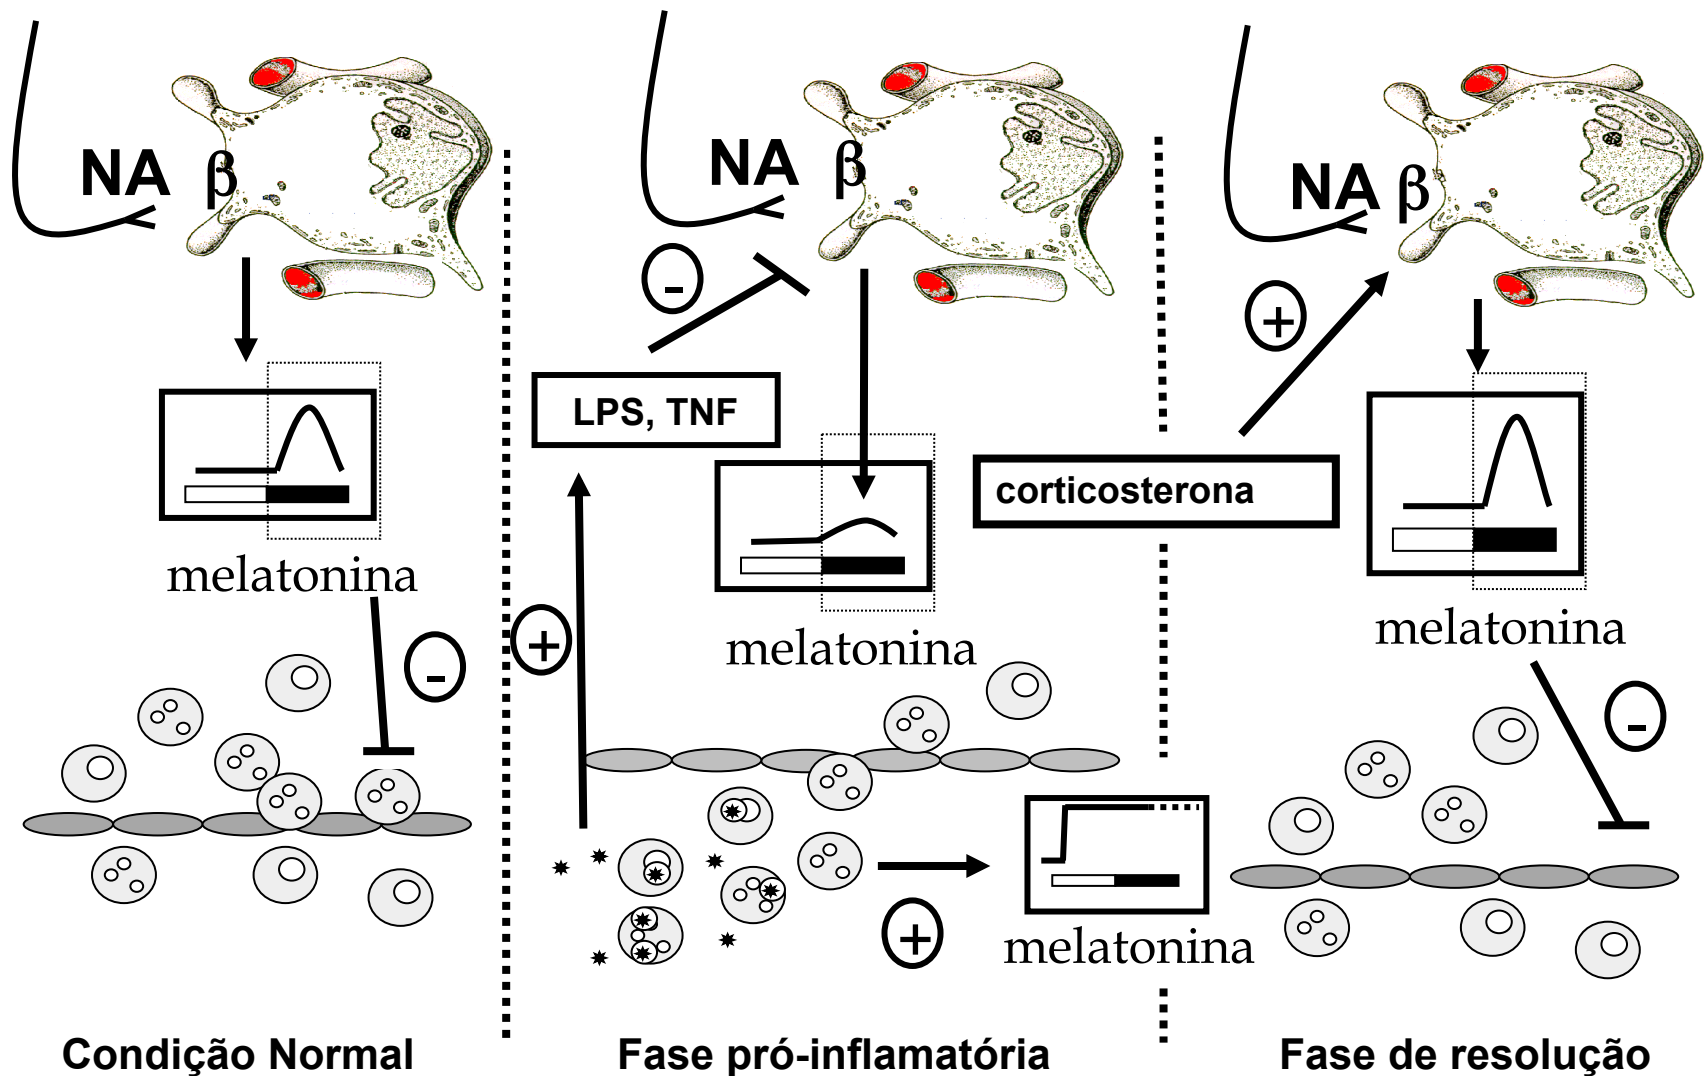 NA β
melatonina
-
Condição Normal
NA β
-
LPS, TNF
melatonina
+
+
melatonina
Fase pró-inflamatória
NA β
+
corticosterona
melatonina
-
Fase de resolução